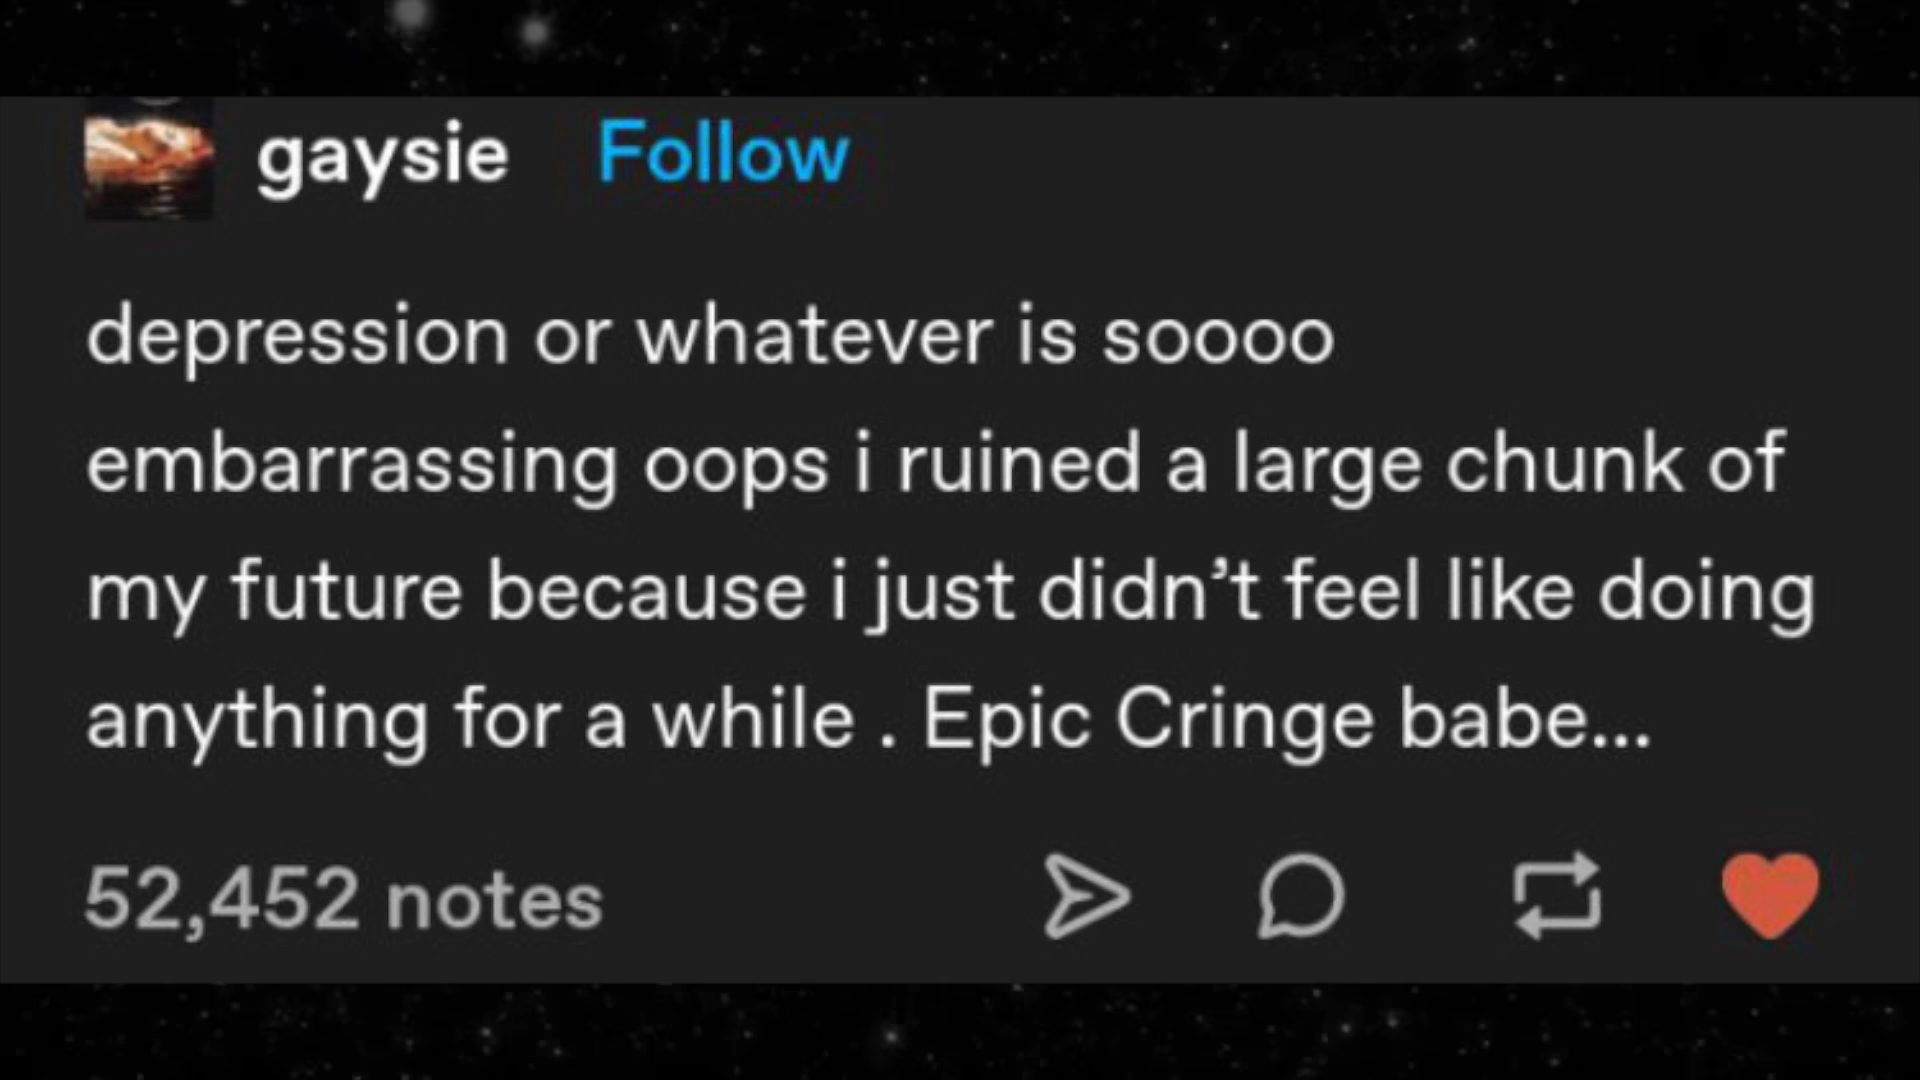 gaysie Follow
depression or whatever is soooo
embarrassing oops i ruined a large chunk of
my future because i just didn’t feel like doing
anything for a while . Epic Cringe babe...
52,452 notes